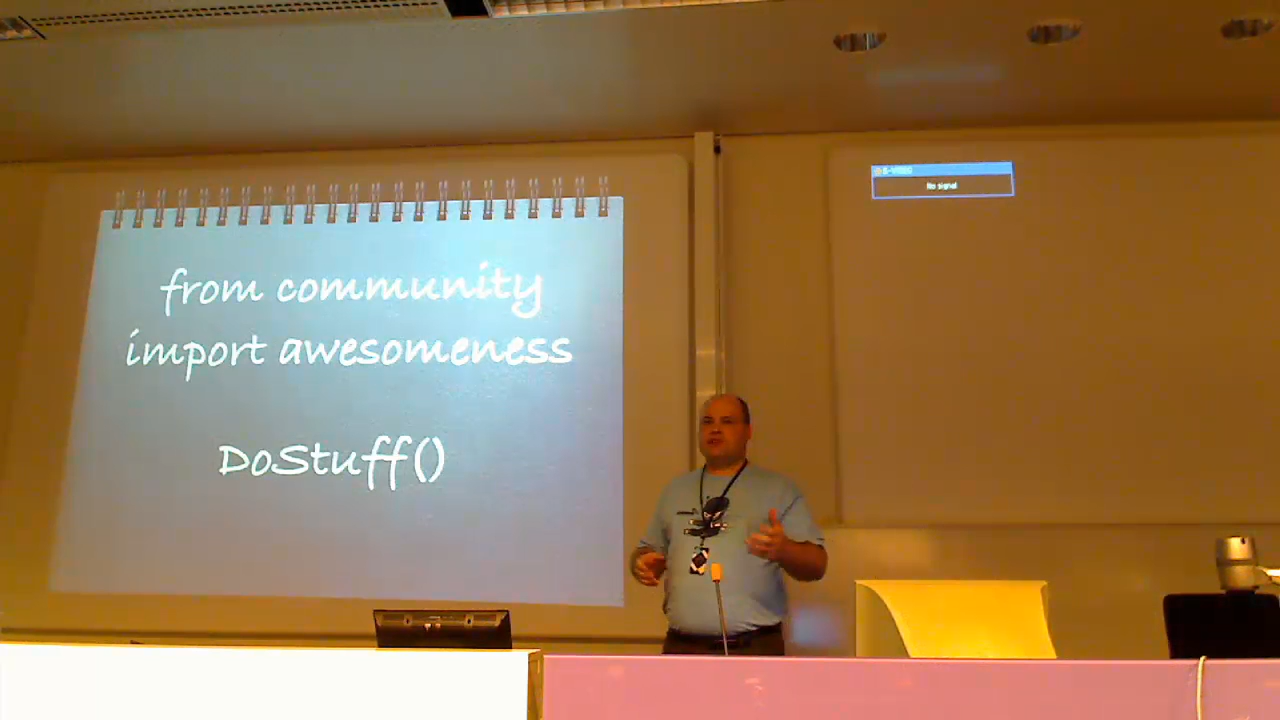 from community
import awesomeness
DoStuff()
No signal